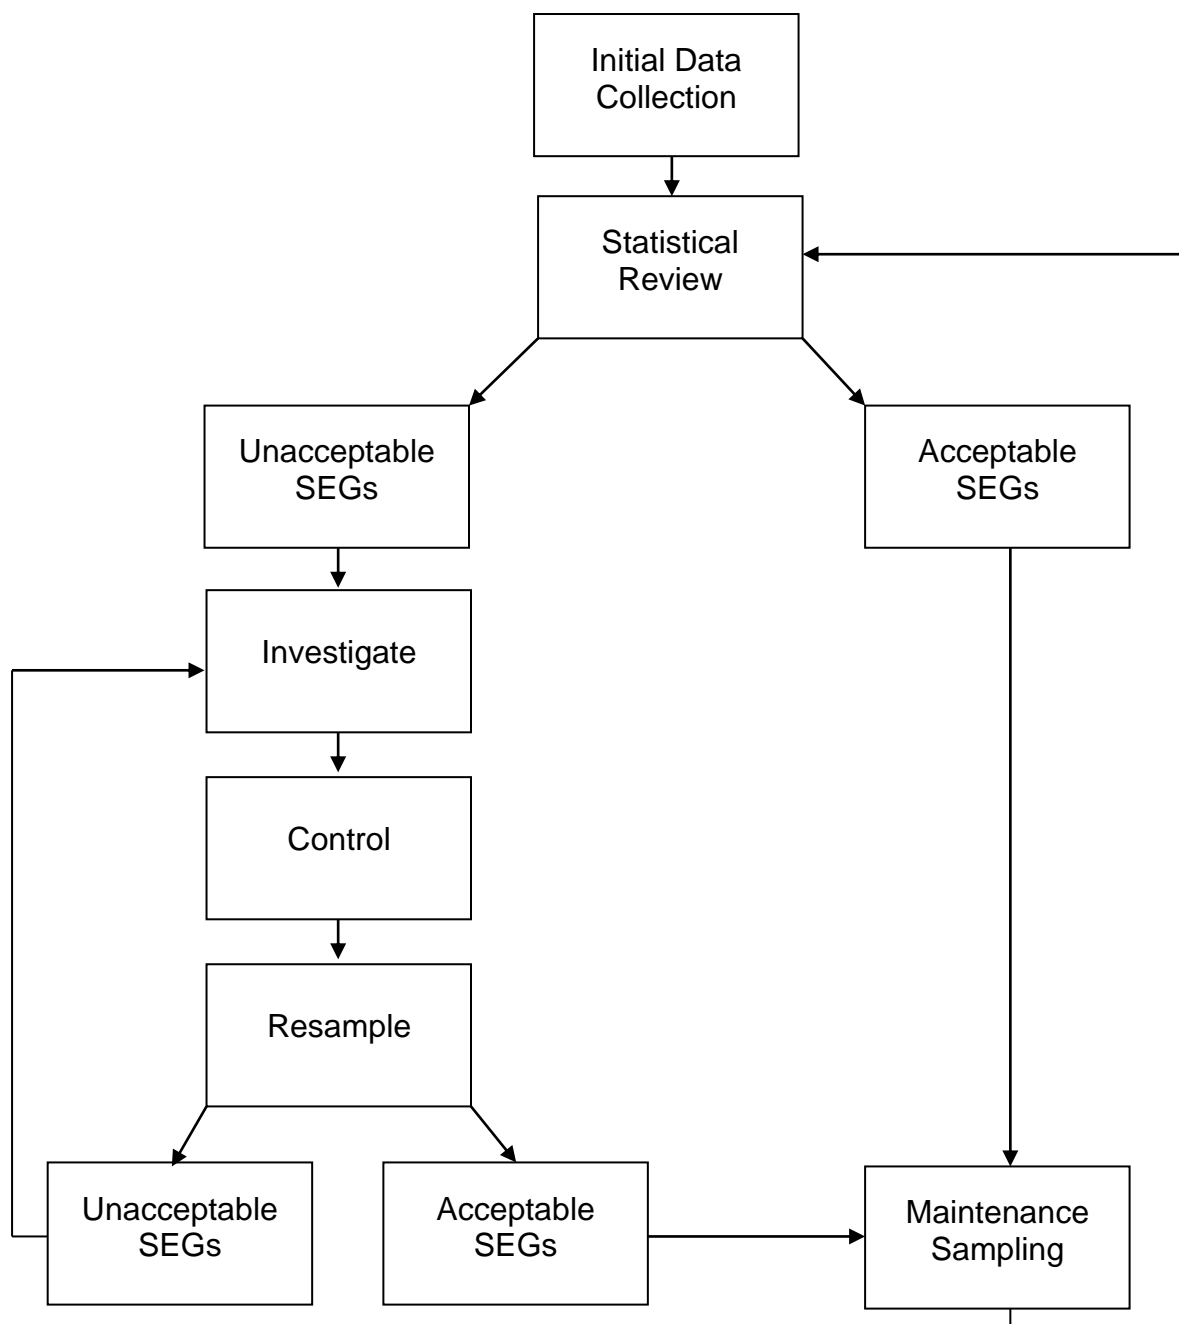 Initial Data
Collection
Statistical
Review
Unacceptable
SEGs
Acceptable
SEGs
Investigate
Control
Resample
Unacceptable
SEGs
Acceptable
SEGs
Maintenance
Sampling